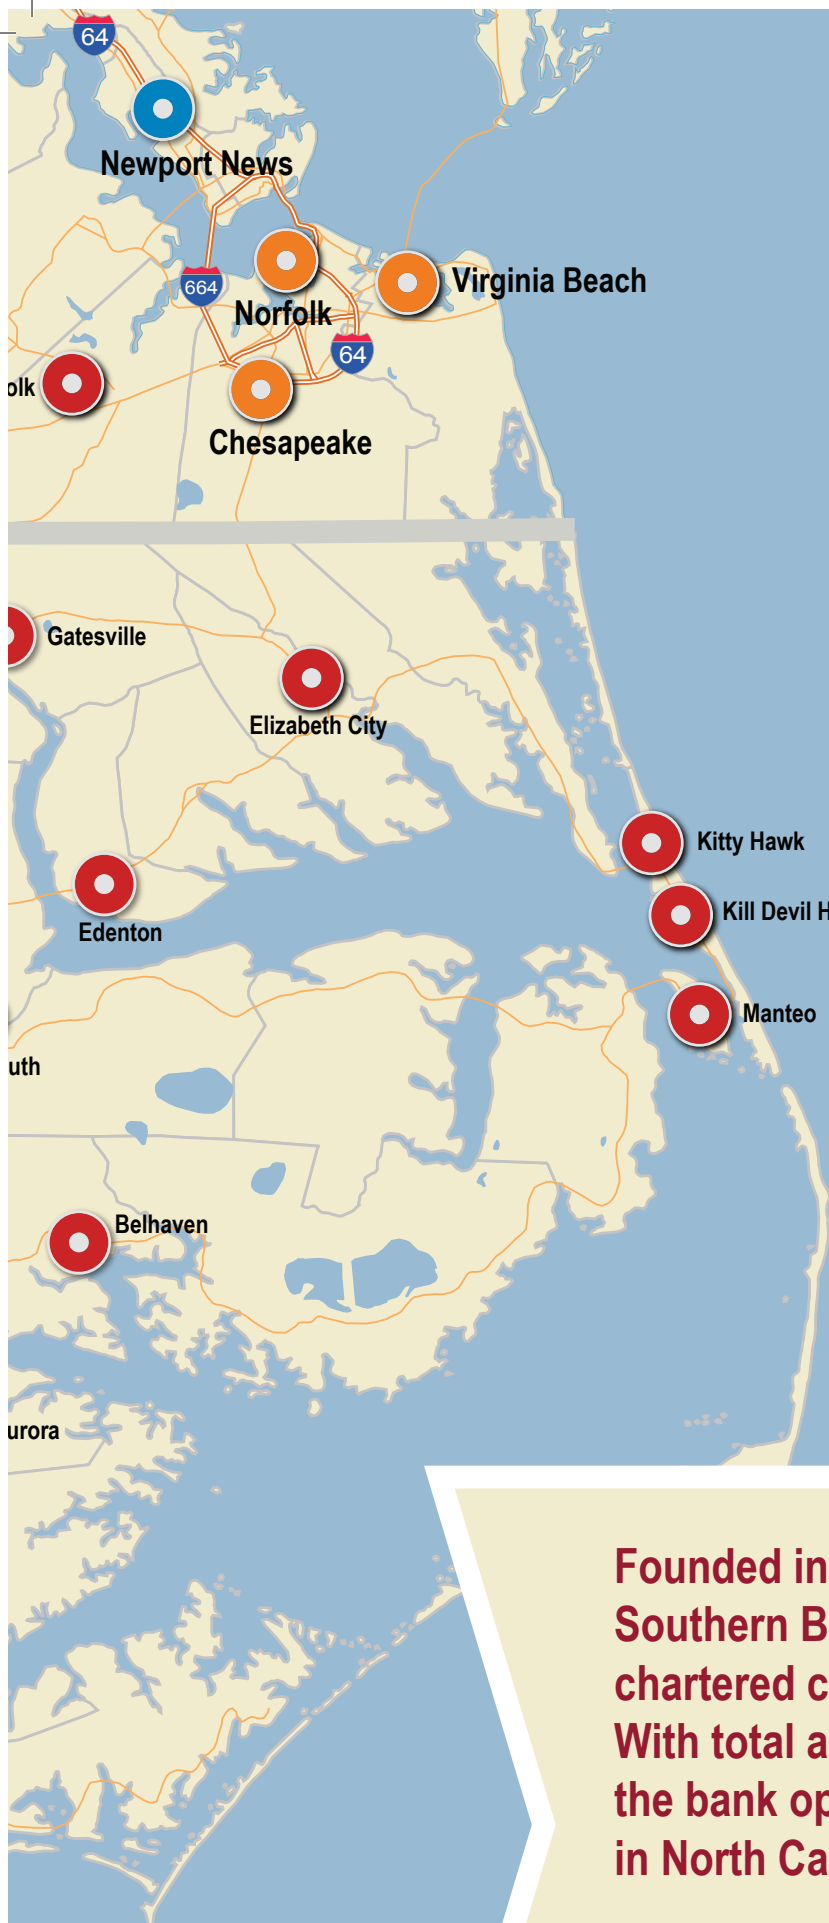 64
Newport News
664
Virginia Beach
Norfolk
64
olk
Chesapeake
Gatesville
Elizabeth City
Kitty Hawk
Kill Devil H
Edenton
Manteo
uth
Belhaven
urora
Founded in
Southern B
chartered c
With total a
the bank op
in North Ca